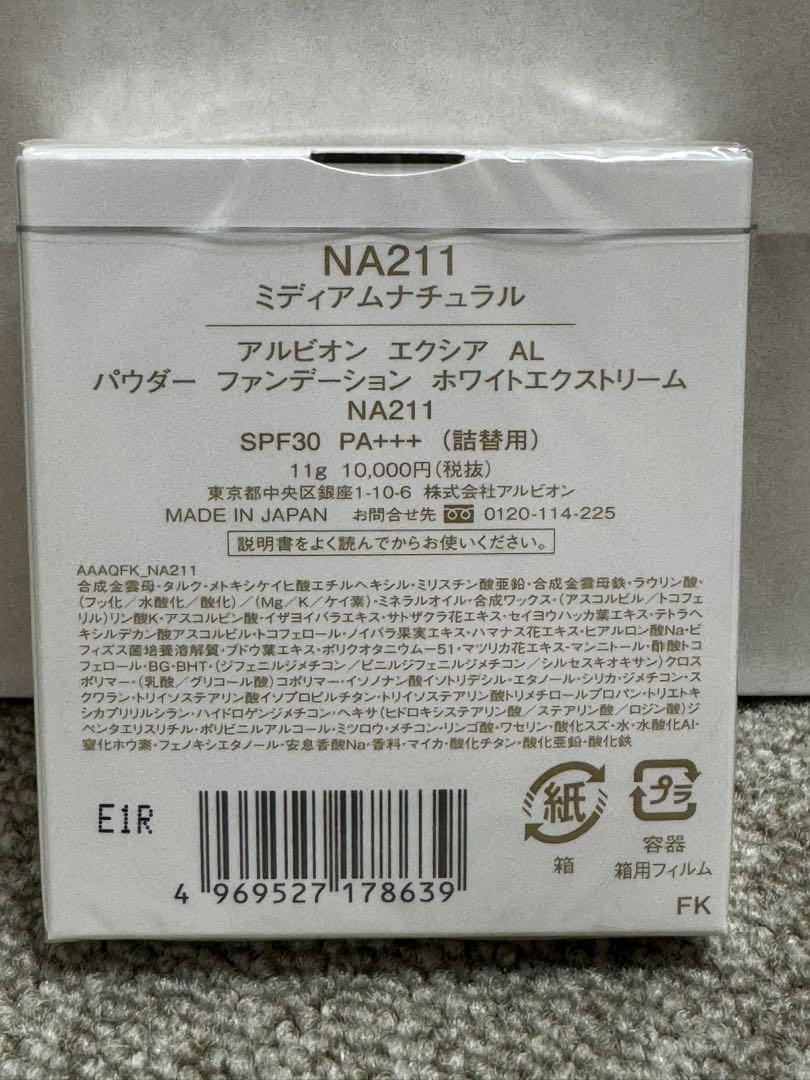 NA211
ミディアムナチュラル
アルビオン エクシア AL
パウダー ファンデーション ホワイトエクストリーム
NA211
SPF30 PA+++ (詰替用)
11g 10,000円(税抜)
東京都中央区銀座1-10-6 株式会社アルビオン
MADE IN JAPAN お問合せ先 0120-114-225
説明書をよく読んでからお使いください。
AAAQFK_NA211
合成金雲母・タルク・メトキシケイヒ酸エチルヘキシル・ミリスチン酸亜鉛・合成金雲母鉄・ラウリン酸・
(フッ化/水酸化/酸化)/(Mg/K/ケイ素)・ミネラルオイル・合成ワックス・(アスコルビル/トコフェ
リル)リン酸K・アスコルビン酸・イザヨイバラエキス・サトザクラ花エキス・セイヨウハッカ葉エキス・テトラヘ
キシルデカン酸アスコルビル・トコフェロール・ノイバラ果実エキス・ハマナス花エキス・ヒアルロン酸Na・ビ
フィズス菌培養溶解質・ブドウ葉エキス・ポリクオタニウム-51・マツリカ花エキス・マンニトール・酢酸トコ
フェロール・BG・BHT・(ジフェニルジメチコン/ビニルジフェニルジメチコン/シルセスキオキサン)クロス
ポリマー・(乳酸/グリコール酸)コポリマー・イソノナン酸イソトリデシル・エタノール・シリカ・ジメチコン・ス
クワラン・トリイソステアリン酸イソプロピルチタン・トリイソステアリン酸トリメチロールプロパン・トリエトキ
シカプリリルシラン・ハイドロゲンジメチコン・ヘキサ(ヒドロキシステアリン酸/ステアリン酸/ロジン酸)ジ
ペンタエリスリチル・ポリビニルアルコール・ミツロウ・メチコン・リンゴ酸・ワセリン・酸化スズ・水・水酸化Al・
窒化ホウ素・フェノキシエタノール・安息香酸Na・香料・マイカ・酸化チタン・酸化亜鉛・酸化鉄
E1R
4 969527 178639
紙
箱
プラ
容器
箱用フィルム
FK